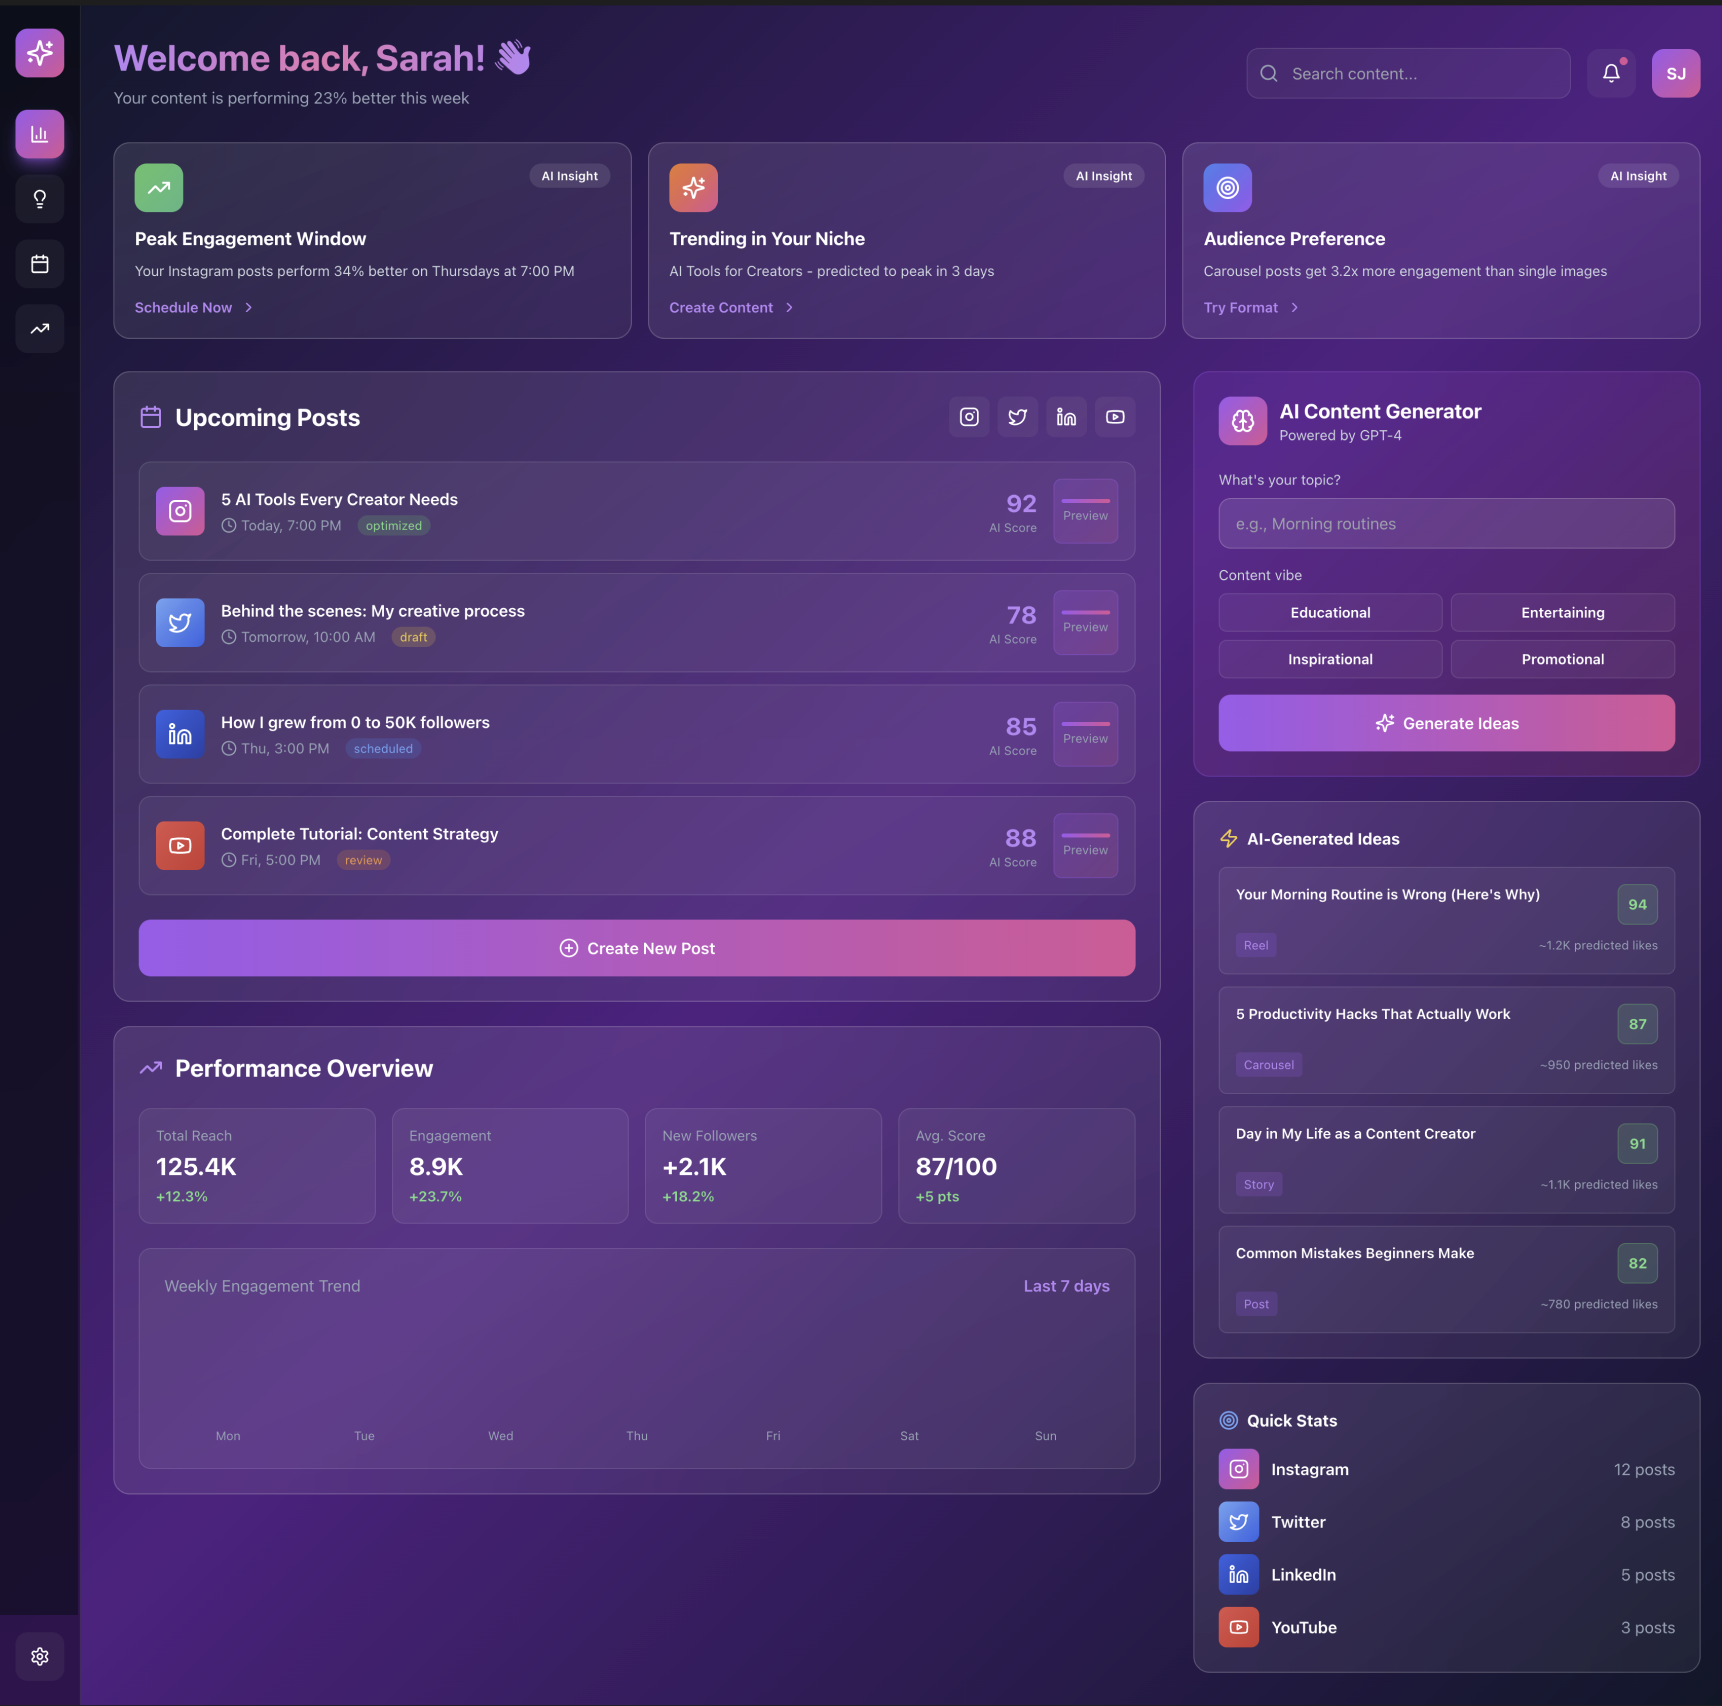 Welcome back, Sarah! 👋
Your content is performing 23% better this week
Search content...
SJ
AI Insight
Peak Engagement Window
Your Instagram posts perform 34% better on Thursdays at 7:00 PM
Schedule Now
AI Insight
Trending in Your Niche
AI Tools for Creators - predicted to peak in 3 days
Create Content
AI Insight
Audience Preference
Carousel posts get 3.2x more engagement than single images
Try Format
Upcoming Posts
5 AI Tools Every Creator Needs
Today, 7:00 PM optimized
92
AI Score
Preview
Behind the scenes: My creative process
Tomorrow, 10:00 AM draft
78
AI Score
Preview
How I grew from 0 to 50K followers
Thu, 3:00 PM scheduled
85
AI Score
Preview
Complete Tutorial: Content Strategy
Fri, 5:00 PM review
88
AI Score
Preview
Create New Post
Performance Overview
Total Reach
125.4K
+12.3%
Engagement
8.9K
+23.7%
New Followers
+2.1K
+18.2%
Avg. Score
87/100
+5 pts
Weekly Engagement Trend
Last 7 days
Mon Tue Wed Thu Fri Sat Sun
AI Content Generator
Powered by GPT-4
What's your topic?
e.g., Morning routines
Content vibe
Educational
Entertaining
Inspirational
Promotional
Generate Ideas
AI-Generated Ideas
Your Morning Routine is Wrong (Here's Why)
94
Reel
~1.2K predicted likes
5 Productivity Hacks That Actually Work
87
Carousel
~950 predicted likes
Day in My Life as a Content Creator
91
Story
~1.1K predicted likes
Common Mistakes Beginners Make
82
Post
~780 predicted likes
Quick Stats
Instagram 12 posts
Twitter 8 posts
LinkedIn 5 posts
YouTube 3 posts